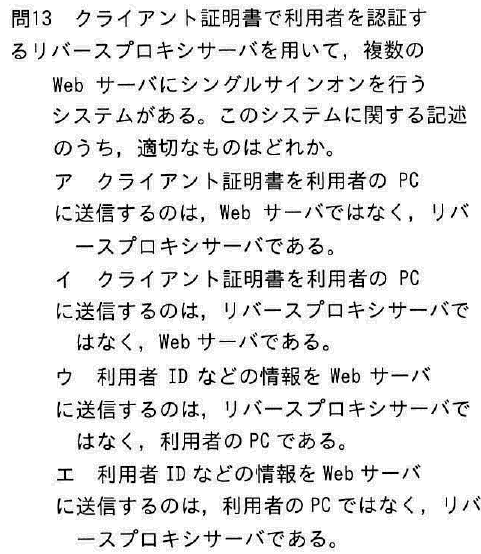 問13 クライアント証明書で利用者を認証す
るリバースプロキシサーバを用いて，複数の
Web サーバにシングルサインオンを行う
システムがある。このシステムに関する記述
のうち，適切なものはどれか。
ア クライアント証明書を利用者の PC
に送信するのは，Web サーバではなく，リバ
ースプロキシサーバである。
イ クライアント証明書を利用者の PC
に送信するのは，リバースプロキシサーバで
はなく，Web サーバである。
ウ 利用者 ID などの情報を Web サーバ
に送信するのは，リバースプロキシサーバで
はなく，利用者の PC である。
エ 利用者 ID などの情報を Web サーバ
に送信するのは，利用者の PC ではなく，リバ
ースプロキシサーバである。